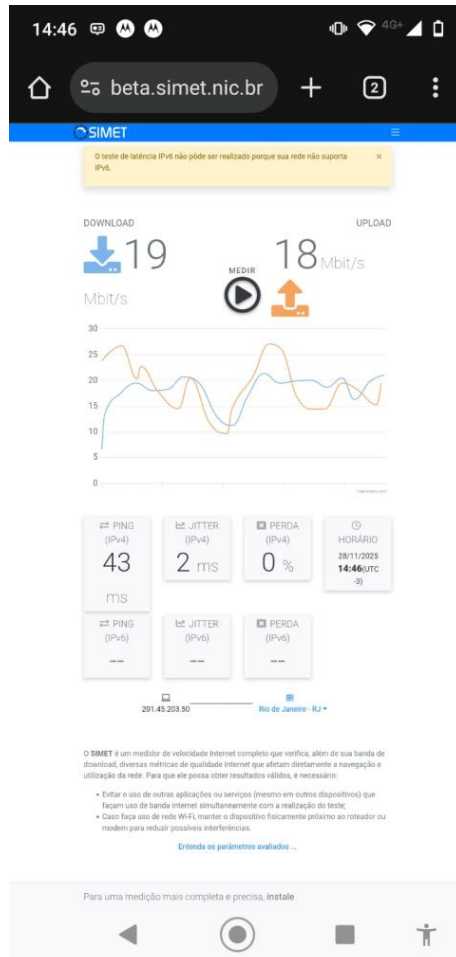 14:46
4G+
beta.simet.nic.br
2
SIMET
O teste de latência IPv6 não pôde ser realizado porque sua rede não suporta
IPv6.
×
DOWNLOAD
UPLOAD
19
Mbit/s
MEDIR
18 Mbit/s
30
25
20
15
10
5
0
PING
(IPv4)
43
ms
JITTER
(IPv4)
2 ms
PERDA
(IPv4)
0 %
HORÁRIO
28/11/2025
14:46(UTC
-3)
PING
(IPv6)
--
JITTER
(IPv6)
--
PERDA
(IPv6)
--
201.45.203.50
Rio de Janeiro - RJ
O SIMET é um medidor de velocidade Internet completo que verifica, além de sua banda de
download, diversas métricas de qualidade Internet que afetam diretamente a navegação e
utilização da rede. Para que ele possa obter resultados válidos, é necessário:
• Evitar o uso de outras aplicações ou serviços (mesmo em outros dispositivos) que
façam uso de banda Internet simultaneamente com a realização do teste;
• Caso faça uso de rede Wi-Fi, manter o dispositivo fisicamente próximo ao roteador ou
modem para reduzir possíveis interferências.
Entenda os parâmetros avaliados ...
Para uma medição mais completa e precisa, instale